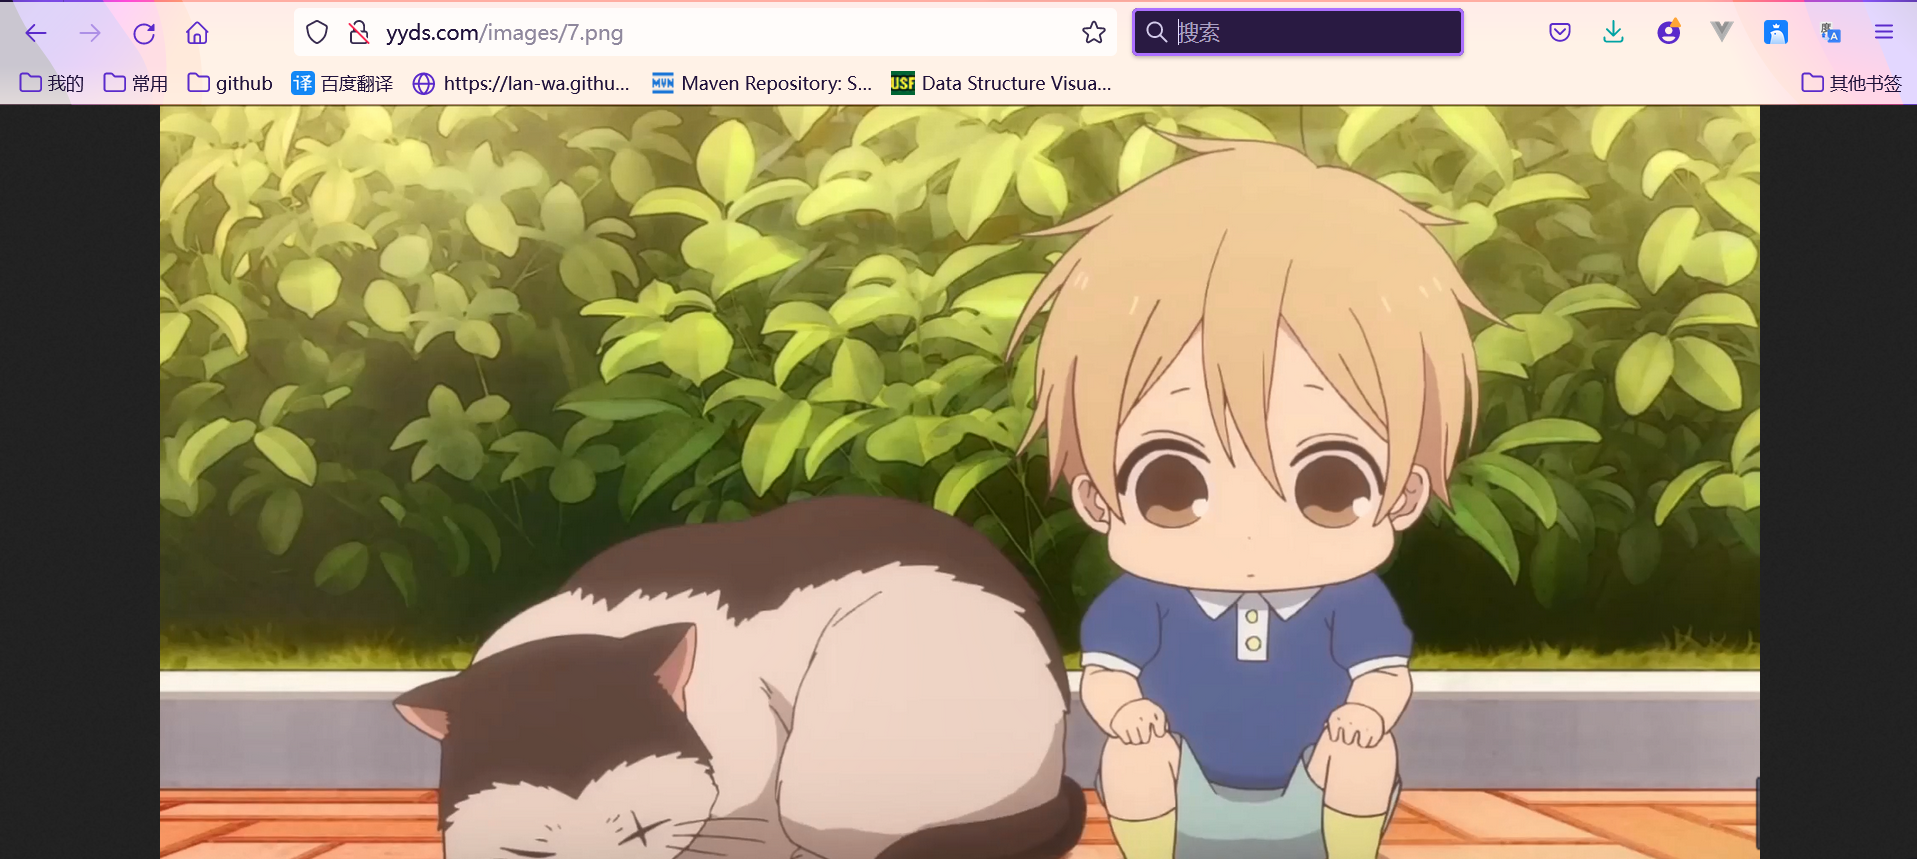 yyds.com/images/7.png
搜索
我的
常用
github
译 百度翻译
https://lan-wa.githu...
MVN Maven Repository: S...
USF Data Structure Visua...
其他书签